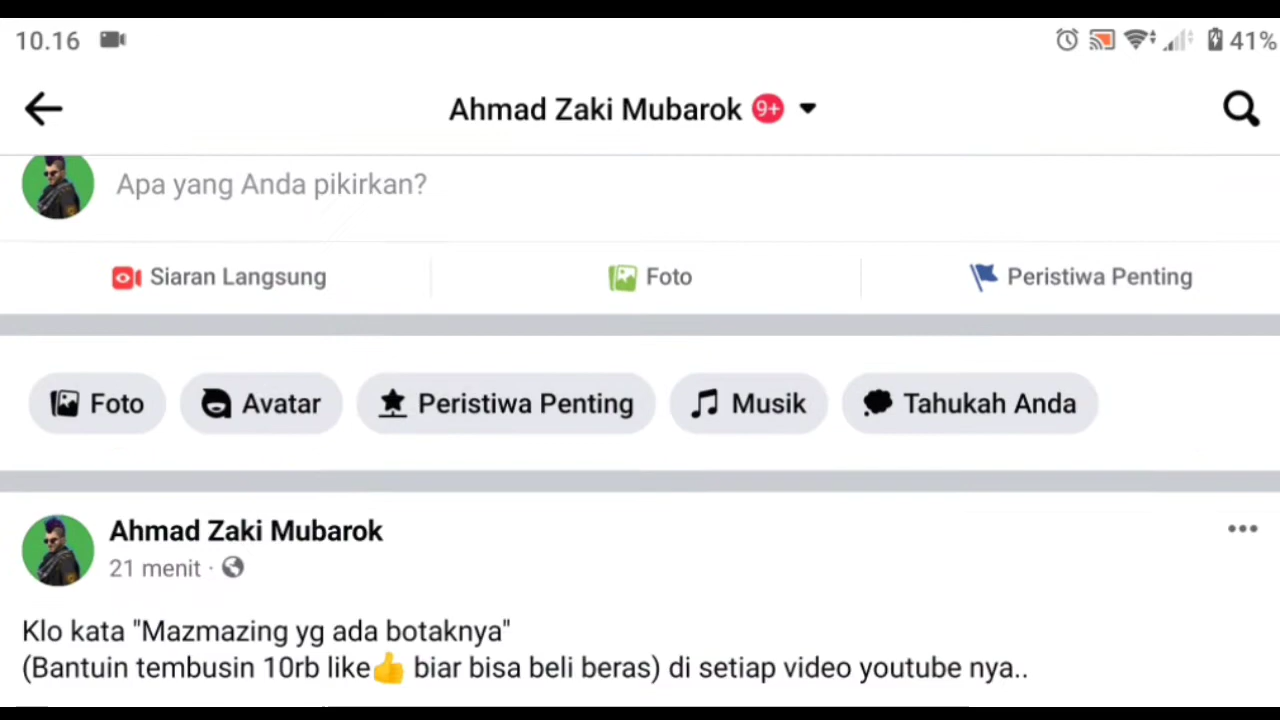 10.16 41%
Ahmad Zaki Mubarok 9+
Apa yang Anda pikirkan?
Siaran Langsung Foto Peristiwa Penting
Foto Avatar Peristiwa Penting Musik Tahukah Anda
Ahmad Zaki Mubarok
21 menit ·
Klo kata "Mazmazing yg ada botaknya"
(Bantuin tembusin 10rb like👍 biar bisa beli beras) di setiap video youtube nya..